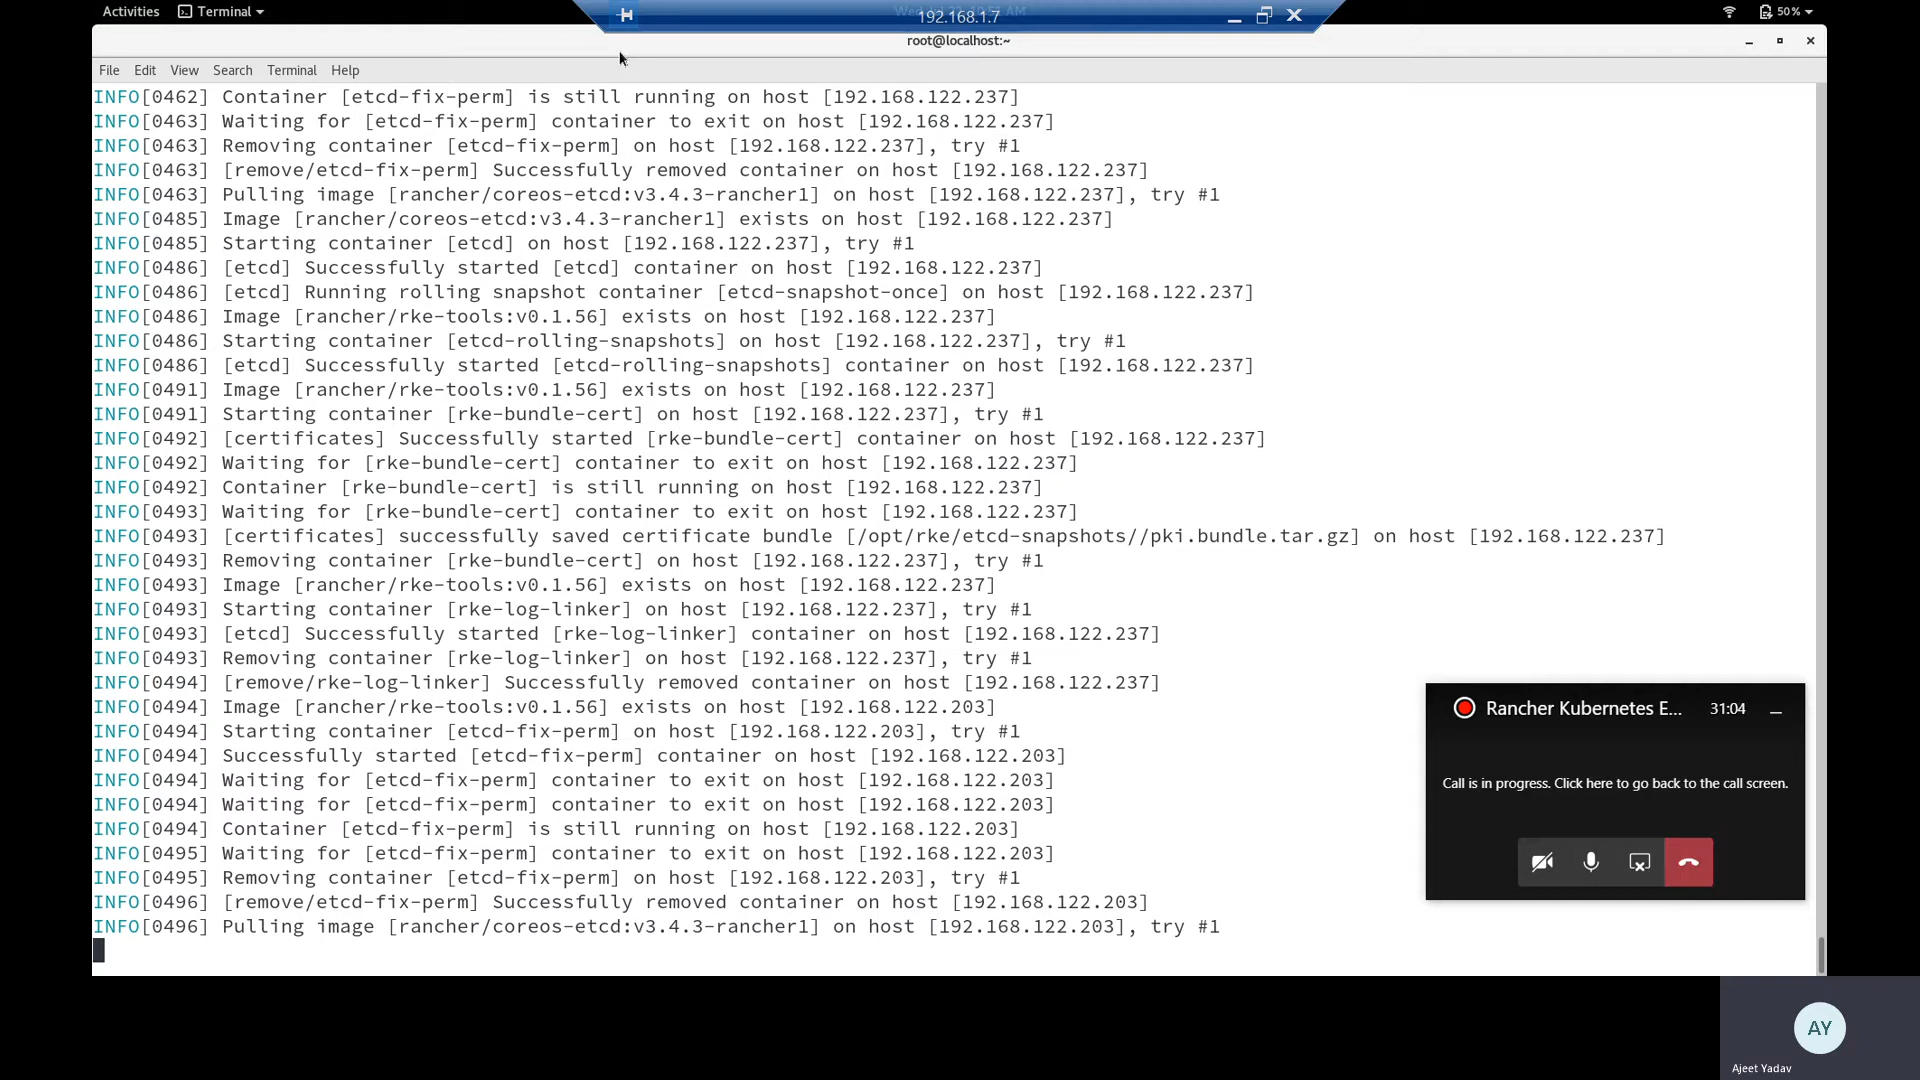 Activities Terminal 192.168.1.7 50%
root@localhost:~
File Edit View Search Terminal Help
INFO[0462] Container [etcd-fix-perm] is still running on host [192.168.122.237]
INFO[0463] Waiting for [etcd-fix-perm] container to exit on host [192.168.122.237]
INFO[0463] Removing container [etcd-fix-perm] on host [192.168.122.237], try #1
INFO[0463] [remove/etcd-fix-perm] Successfully removed container on host [192.168.122.237]
INFO[0463] Pulling image [rancher/coreos-etcd:v3.4.3-rancher1] on host [192.168.122.237], try #1
INFO[0485] Image [rancher/coreos-etcd:v3.4.3-rancher1] exists on host [192.168.122.237]
INFO[0485] Starting container [etcd] on host [192.168.122.237], try #1
INFO[0486] [etcd] Successfully started [etcd] container on host [192.168.122.237]
INFO[0486] [etcd] Running rolling snapshot container [etcd-snapshot-once] on host [192.168.122.237]
INFO[0486] Image [rancher/rke-tools:v0.1.56] exists on host [192.168.122.237]
INFO[0486] Starting container [etcd-rolling-snapshots] on host [192.168.122.237], try #1
INFO[0486] [etcd] Successfully started [etcd-rolling-snapshots] container on host [192.168.122.237]
INFO[0491] Image [rancher/rke-tools:v0.1.56] exists on host [192.168.122.237]
INFO[0491] Starting container [rke-bundle-cert] on host [192.168.122.237], try #1
INFO[0492] [certificates] Successfully started [rke-bundle-cert] container on host [192.168.122.237]
INFO[0492] Waiting for [rke-bundle-cert] container to exit on host [192.168.122.237]
INFO[0492] Container [rke-bundle-cert] is still running on host [192.168.122.237]
INFO[0493] Waiting for [rke-bundle-cert] container to exit on host [192.168.122.237]
INFO[0493] [certificates] successfully saved certificate bundle [/opt/rke/etcd-snapshots//pki.bundle.tar.gz] on host [192.168.122.237]
INFO[0493] Removing container [rke-bundle-cert] on host [192.168.122.237], try #1
INFO[0493] Image [rancher/rke-tools:v0.1.56] exists on host [192.168.122.237]
INFO[0493] Starting container [rke-log-linker] on host [192.168.122.237], try #1
INFO[0493] [etcd] Successfully started [rke-log-linker] container on host [192.168.122.237]
INFO[0493] Removing container [rke-log-linker] on host [192.168.122.237], try #1
INFO[0494] [remove/rke-log-linker] Successfully removed container on host [192.168.122.237]
INFO[0494] Image [rancher/rke-tools:v0.1.56] exists on host [192.168.122.203]
INFO[0494] Starting container [etcd-fix-perm] on host [192.168.122.203], try #1
INFO[0494] Successfully started [etcd-fix-perm] container on host [192.168.122.203]
INFO[0494] Waiting for [etcd-fix-perm] container to exit on host [192.168.122.203]
INFO[0494] Waiting for [etcd-fix-perm] container to exit on host [192.168.122.203]
INFO[0494] Container [etcd-fix-perm] is still running on host [192.168.122.203]
INFO[0495] Waiting for [etcd-fix-perm] container to exit on host [192.168.122.203]
INFO[0495] Removing container [etcd-fix-perm] on host [192.168.122.203], try #1
INFO[0496] [remove/etcd-fix-perm] Successfully removed container on host [192.168.122.203]
INFO[0496] Pulling image [rancher/coreos-etcd:v3.4.3-rancher1] on host [192.168.122.203], try #1
Rancher Kubernetes E... 31:04
Call is in progress. Click here to go back to the call screen.
AY
Ajeet Yadav